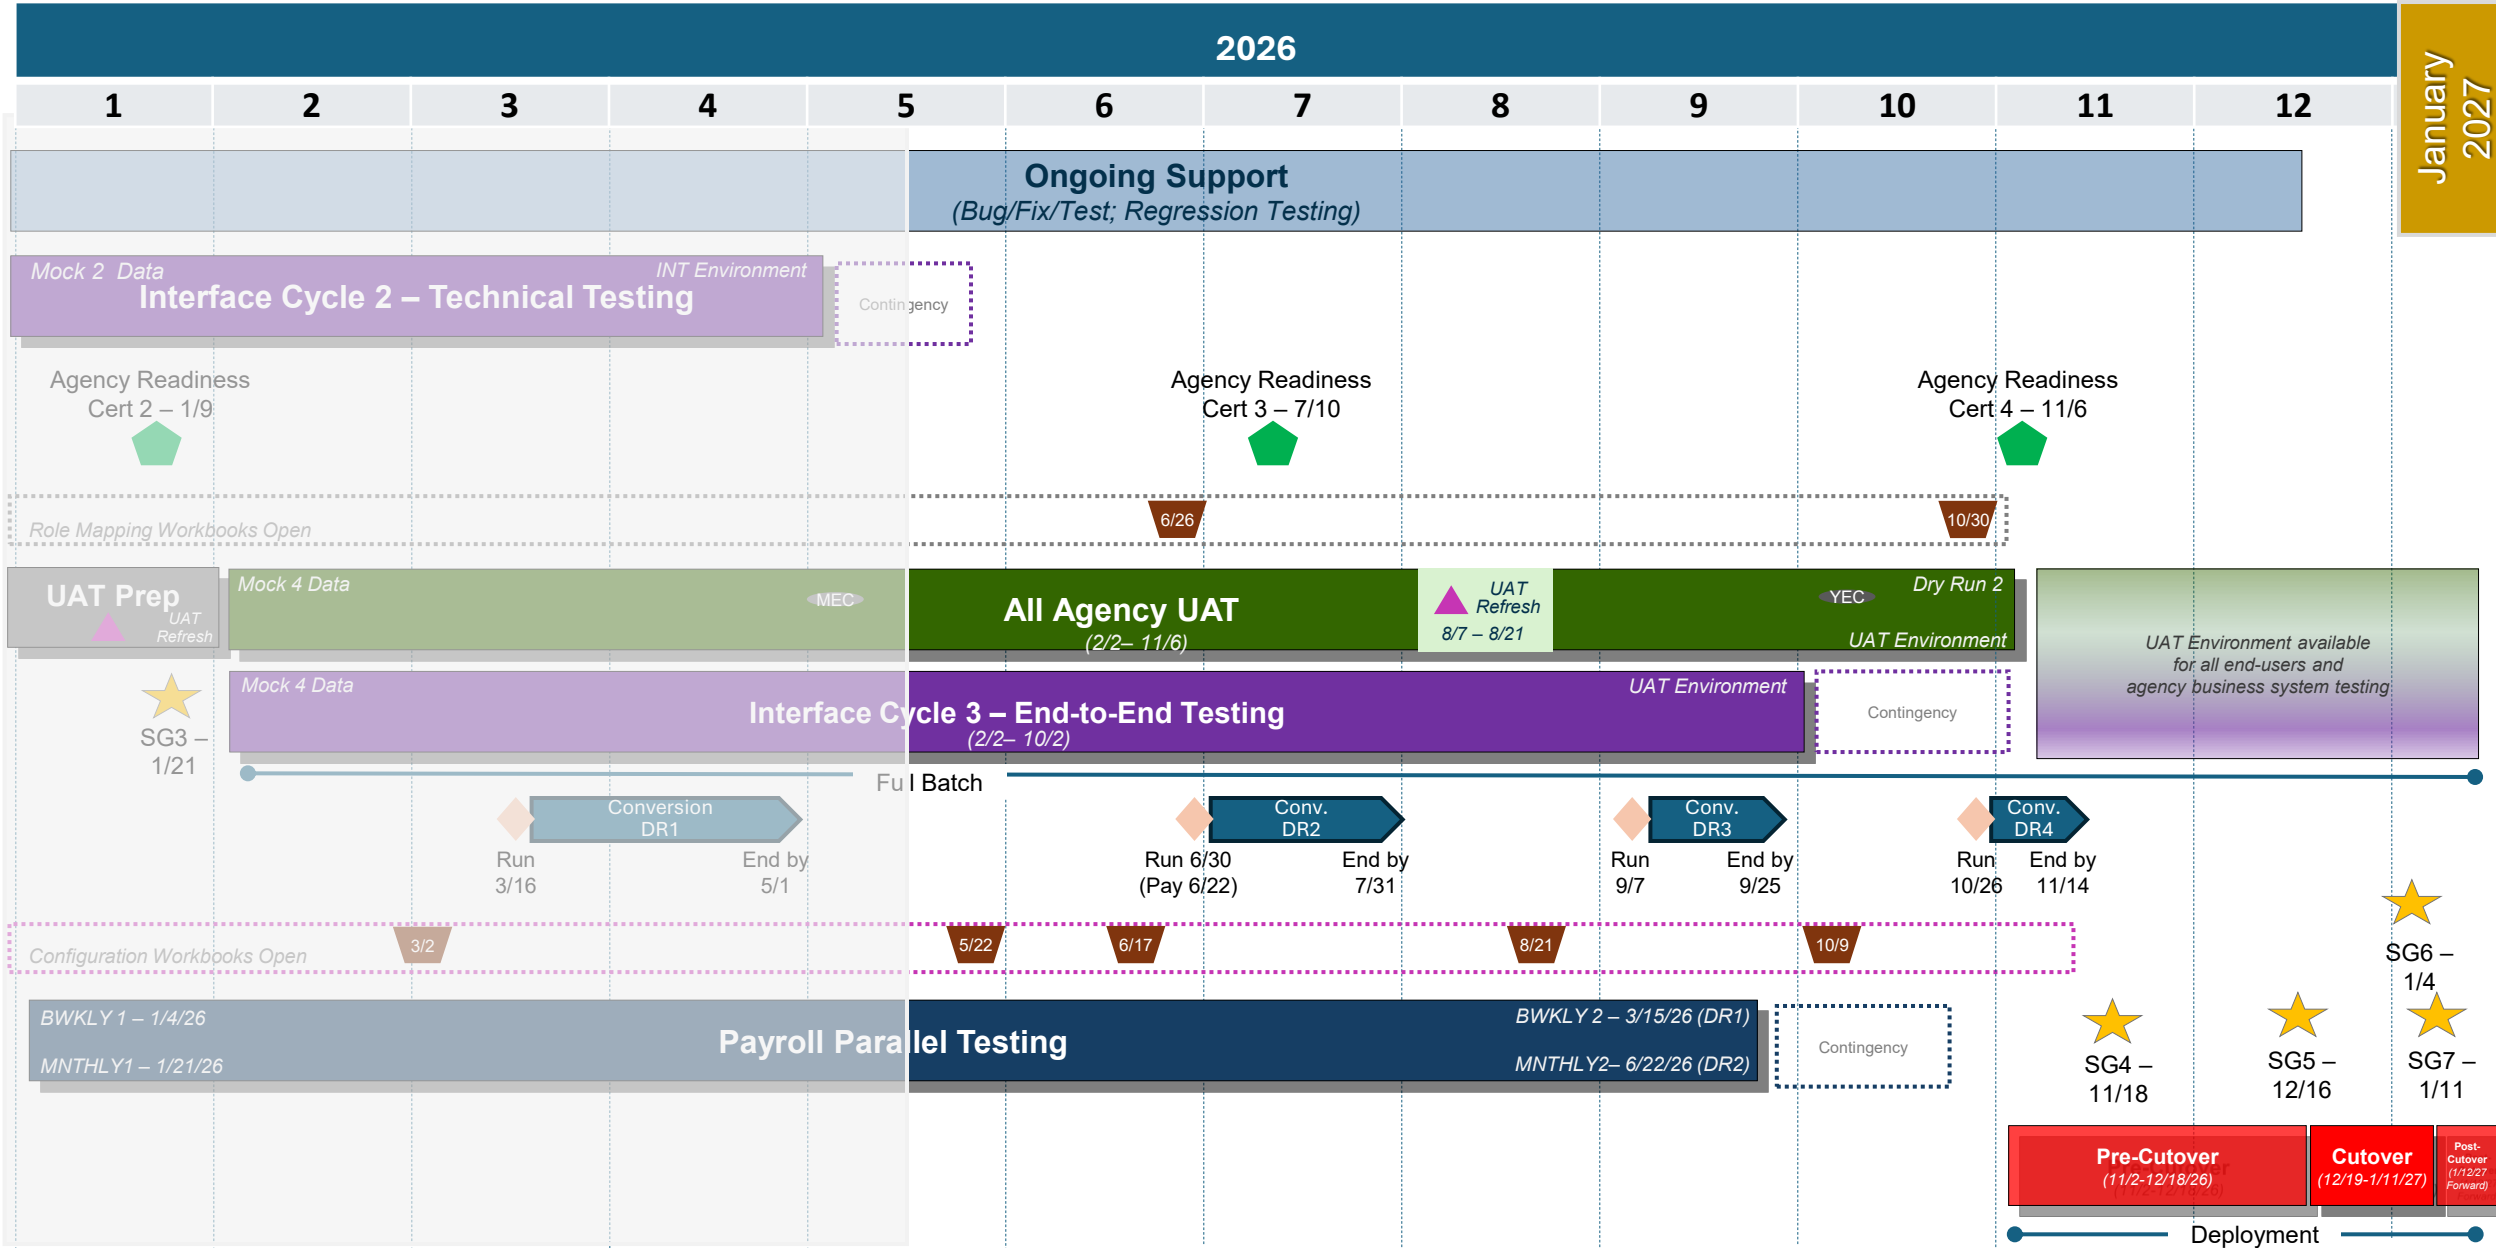 2026
January
2027
1 2 3 4 5 6 7 8 9 10 11 12
Ongoing Support
(Bug/Fix/Test; Regression Testing)
Mock 2 Data
INT Environment
Interface Cycle 2 – Technical Testing
Contingency
Agency Readiness
Cert 2 – 1/9
Agency Readiness
Cert 3 – 7/10
Agency Readiness
Cert 4 – 11/6
Role Mapping Workbooks Open
6/26
10/30
UAT Prep
UAT
Refresh
Mock 4 Data
MEC
All Agency UAT
(2/2– 11/6)
UAT
Refresh
8/7 – 8/21
YEC
Dry Run 2
UAT Environment
UAT Environment available
for all end-users and
agency business system testing
SG3 –
1/21
Mock 4 Data
UAT Environment
Interface Cycle 3 – End-to-End Testing
(2/2– 10/2)
Contingency
Full Batch
Conversion
DR1
Run
3/16
End by
5/1
Conv.
DR2
Run 6/30
(Pay 6/22)
End by
7/31
Conv.
DR3
Run
9/7
End by
9/25
Conv.
DR4
Run
10/26
End by
11/14
Configuration Workbooks Open
3/2
5/22
6/17
8/21
10/9
SG6 –
1/4
BWKLY 1 – 1/4/26
MNTHLY1 – 1/21/26
Payroll Parallel Testing
BWKLY 2 – 3/15/26 (DR1)
MNTHLY2– 6/22/26 (DR2)
Contingency
SG4 –
11/18
SG5 –
12/16
SG7 –
1/11
Pre-Cutover
(11/2-12/18/26)
Cutover
(12/19-1/11/27)
Post-
Cutover
(1/12/27
Forward)
Deployment